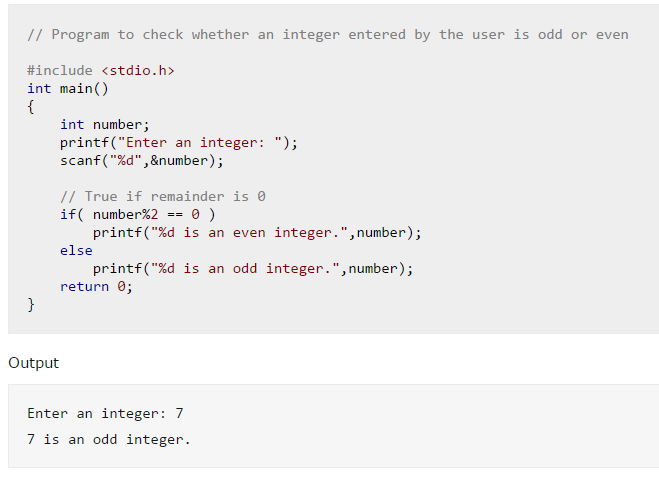 // Program to check whether an integer entered by the user is odd or even
#include <stdio.h>
int main()
{
    int number;
    printf("Enter an integer: ");
    scanf("%d",&number);
    // True if remainder is 0
    if( number%2 == 0 )
        printf("%d is an even integer.",number);
    else
        printf("%d is an odd integer.",number);
    return 0;
}
Output
Enter an integer: 7
7 is an odd integer.